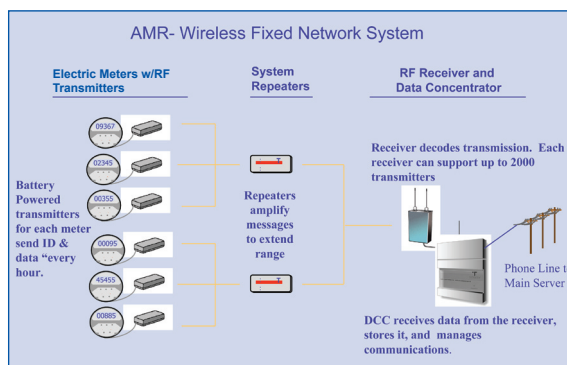 AMR- Wireless Fixed Network System
Electric Meters w/RF
Transmitters
System
Repeaters
RF Receiver and
Data Concentrator
09367
02345
00355
00095
45455
00885
Battery
Powered
transmitters
for each meter
send ID &
data “every
hour.
Repeaters
amplify
messages
to extend
range
Receiver decodes transmission. Each
receiver can support up to 2000
transmitters
Phone Line t
Main Server
DCC receives data from the receiver,
stores it, and manages
communications.